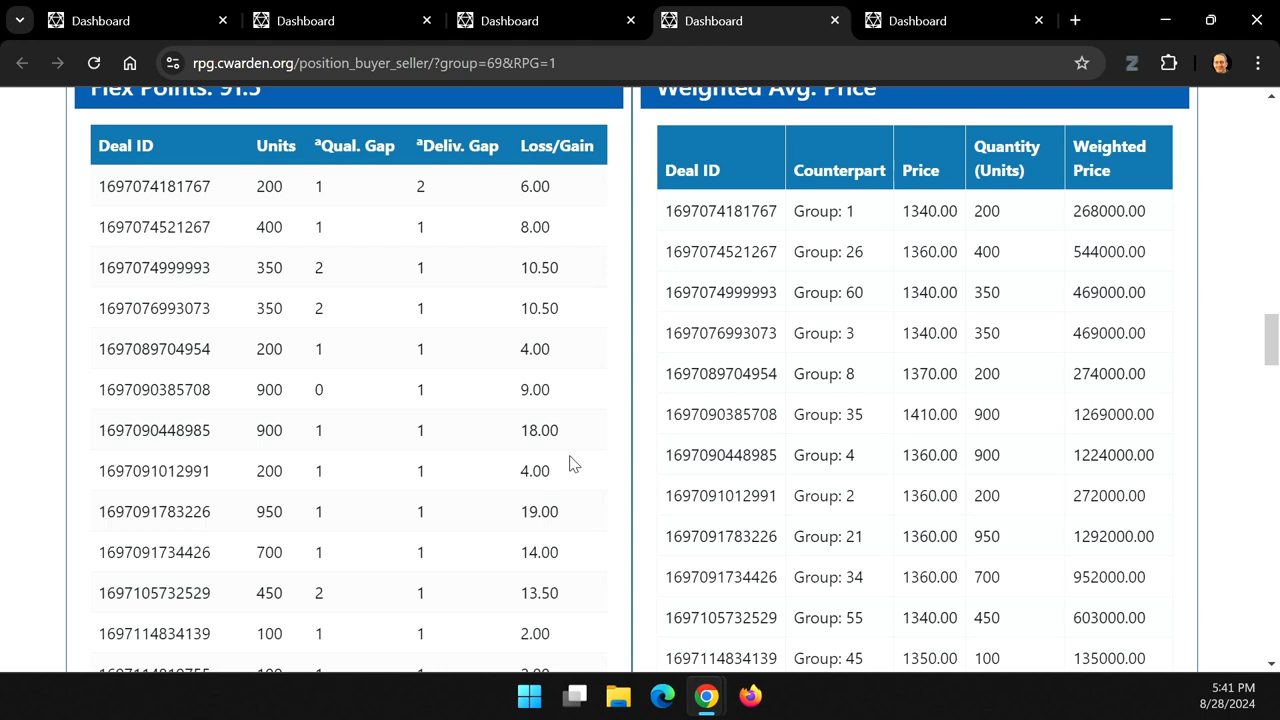 Dashboard
Dashboard
Dashboard
Dashboard
Dashboard
rpg.cwarden.org/position_buyer_seller/?group=69&RPG=1
Flex Points: 91.5
Deal ID Units ªQual. Gap ªDeliv. Gap Loss/Gain
1697074181767 200 1 2 6.00
1697074521267 400 1 1 8.00
1697074999993 350 2 1 10.50
1697076993073 350 2 1 10.50
1697089704954 200 1 1 4.00
1697090385708 900 0 1 9.00
1697090448985 900 1 1 18.00
1697091012991 200 1 1 4.00
1697091783226 950 1 1 19.00
1697091734426 700 1 1 14.00
1697105732529 450 2 1 13.50
1697114834139 100 1 1 2.00
Weighted Avg. Price
Deal ID Counterpart Price Quantity (Units) Weighted Price
1697074181767 Group: 1 1340.00 200 268000.00
1697074521267 Group: 26 1360.00 400 544000.00
1697074999993 Group: 60 1340.00 350 469000.00
1697076993073 Group: 3 1340.00 350 469000.00
1697089704954 Group: 8 1370.00 200 274000.00
1697090385708 Group: 35 1410.00 900 1269000.00
1697090448985 Group: 4 1360.00 900 1224000.00
1697091012991 Group: 2 1360.00 200 272000.00
1697091783226 Group: 21 1360.00 950 1292000.00
1697091734426 Group: 34 1360.00 700 952000.00
1697105732529 Group: 55 1340.00 450 603000.00
1697114834139 Group: 45 1350.00 100 135000.00
5:41 PM
8/28/2024